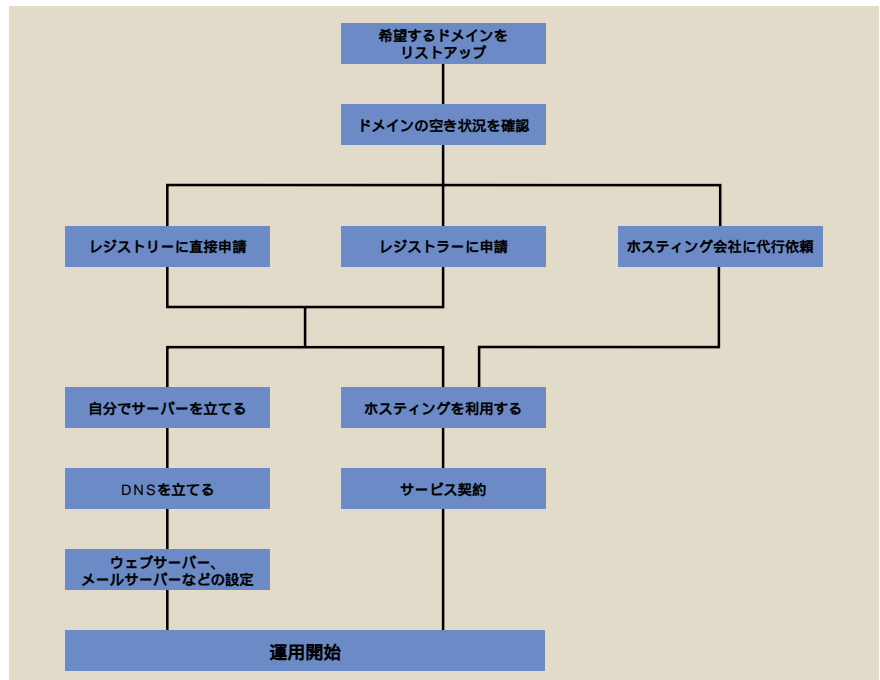 希望するドメインを
リストアップ
ドメインの空き状況を確認
レジストリーに直接申請
レジストラーに申請
ホスティング会社に代行依頼
自分でサーバーを立てる
ホスティングを利用する
DNSを立てる
サービス契約
ウェブサーバー、
メールサーバーなどの設定
運用開始